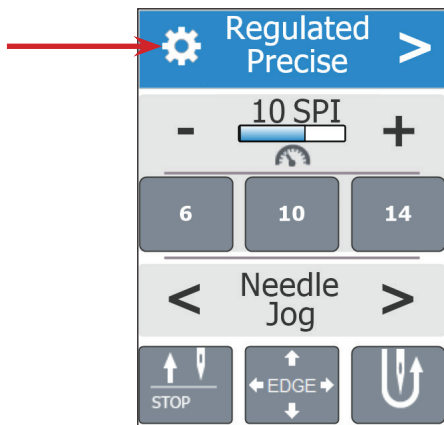 Regulated
Precise >
- 10 SPI +
6 10 14
< Needle >
Jog
STOP
EDGE